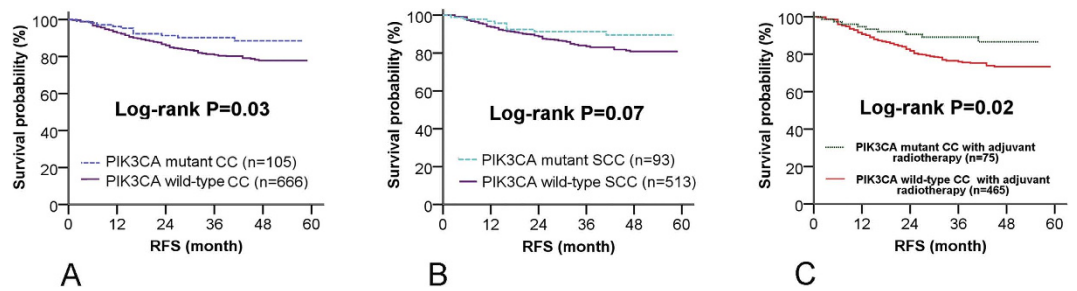 Survival probability (%)
100
80
60
40
20
0
Log-rank P=0.03
PIK3CA mutant CC (n=105)
PIK3CA wild-type CC (n=666)
0 12 24 36 48 60
RFS (month)
A
Survival probability (%)
100
80
60
40
20
0
Log-rank P=0.07
PIK3CA mutant SCC (n=93)
PIK3CA wild-type SCC (n=513)
0 12 24 36 48 60
RFS (month)
B
Survival probability (%)
100
80
60
40
20
0
Log-rank P=0.02
PIK3CA mutant CC with adjuvant
radiotherapy (n=75)
PIK3CA wild-type CC with adjuvant
radiotherapy (n=465)
0 12 24 36 48 60
RFS (month)
C